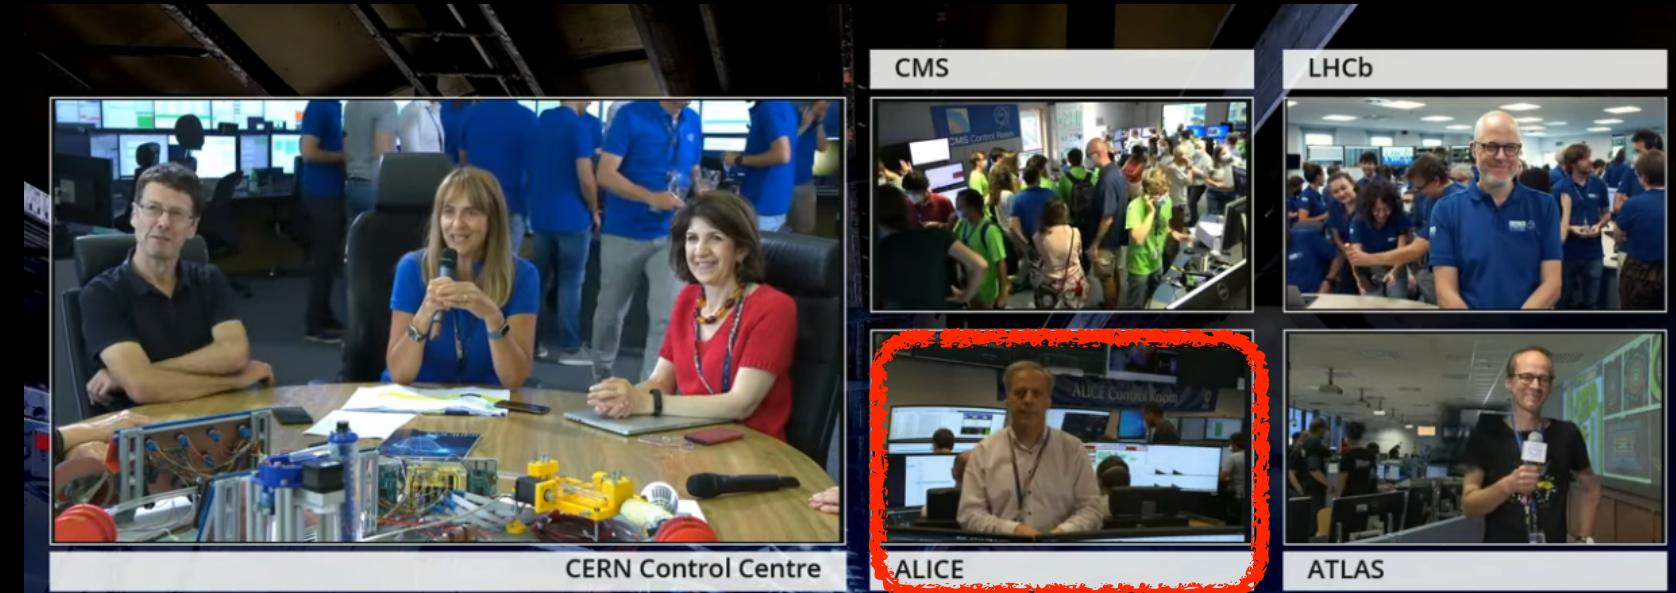 CMS
LHCb
CMS Control Room
ALICE Control Room
CERN Control Centre
ALICE
ATLAS